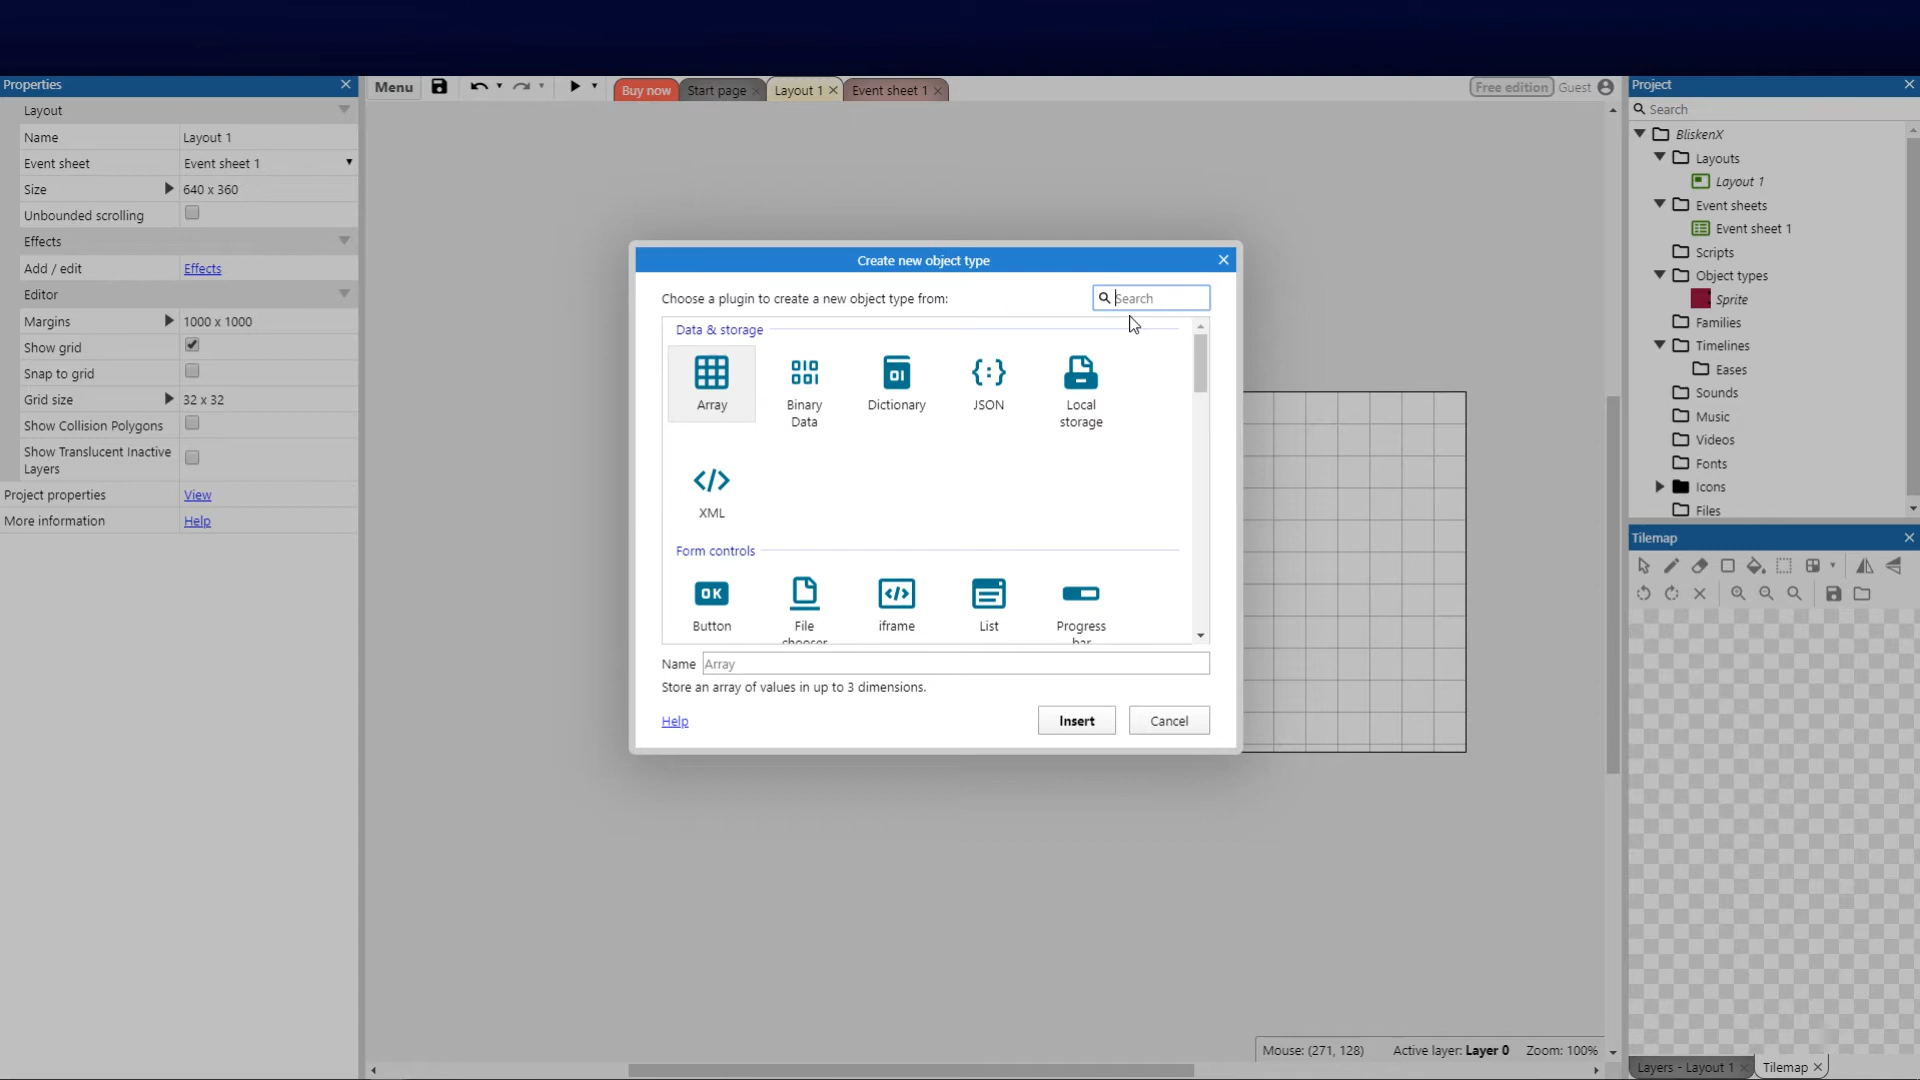 Properties
Layout
Name Layout 1
Event sheet Event sheet 1
Size 640 x 360
Unbounded scrolling
Effects
Add / edit Effects
Editor
Margins 1000 x 1000
Show grid
Snap to grid
Grid size 32 x 32
Show Collision Polygons
Show Translucent Inactive
Layers
Project properties View
More information Help
Menu Buy now Start page Layout 1 Event sheet 1 Free edition Guest
Create new object type
Choose a plugin to create a new object type from: Search
Data & storage
Array Binary Dictionary JSON Local
Data storage
XML
Form controls
OK
Button File iframe List Progress
chooser bar
Name Array
Store an array of values in up to 3 dimensions.
Help Insert Cancel
Mouse: (271, 128) Active layer: Layer 0 Zoom: 100%
Project
Search
BliskenX
Layouts
Layout 1
Event sheets
Event sheet 1
Scripts
Object types
Sprite
Families
Timelines
Eases
Sounds
Music
Videos
Fonts
Icons
Files
Tilemap
Layers - Layout 1 Tilemap